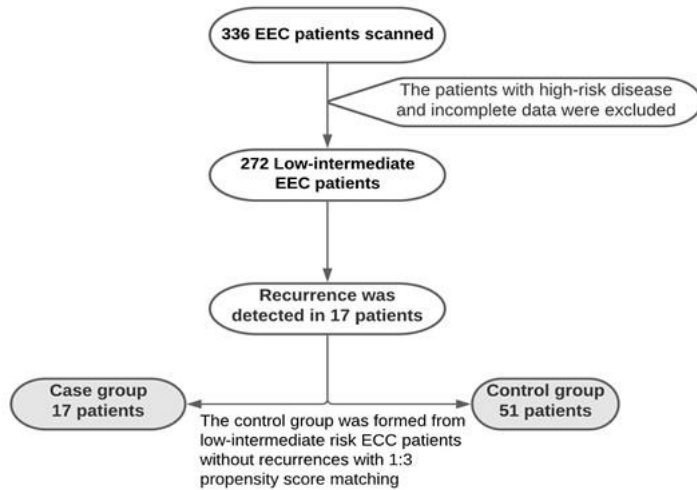 336 EEC patients scanned
The patients with high-risk disease
and incomplete data were excluded
272 Low-intermediate
EEC patients
Recurrence was
detected in 17 patients
Case group
17 patients
Control group
51 patients
The control group was formed from
low-intermediate risk ECC patients
without recurrences with 1:3
propensity score matching